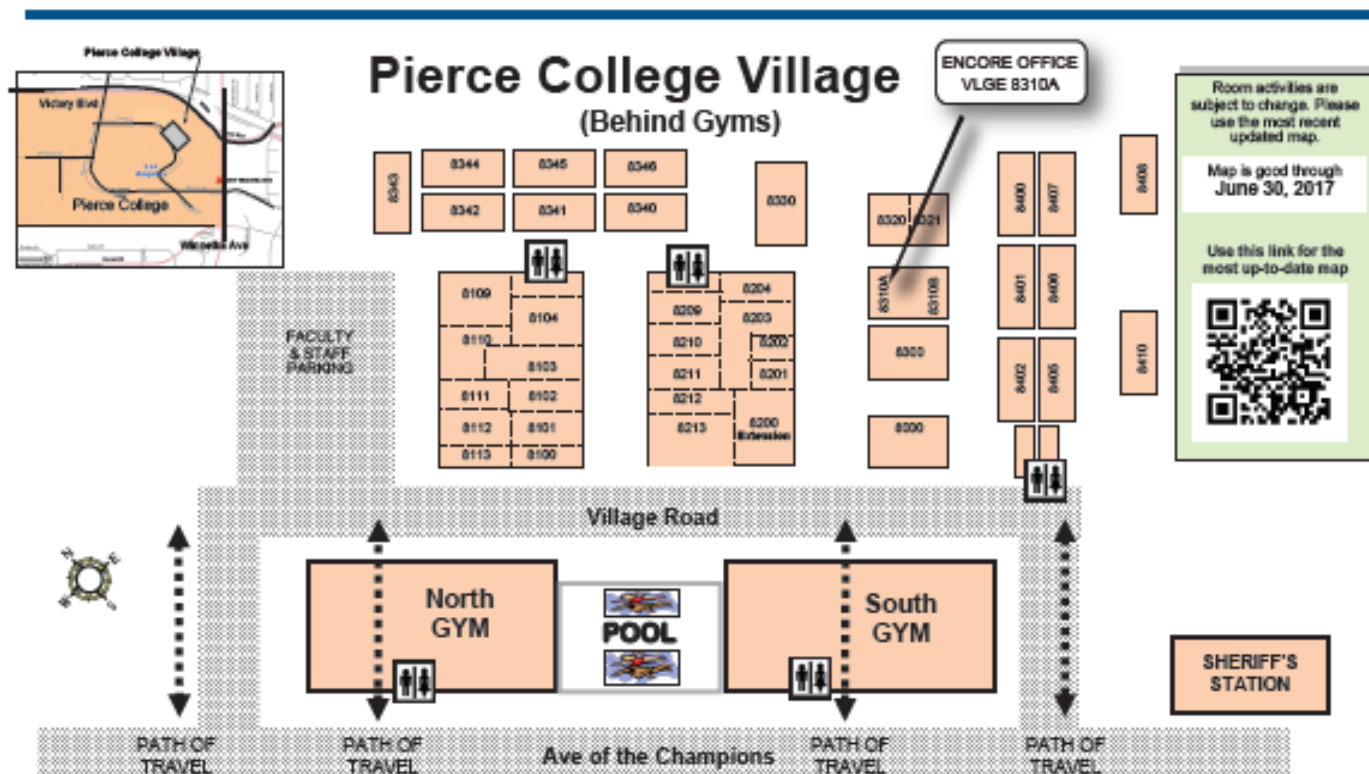 Pierce College Village
Victory Blvd
Pierce College
Winnetka Ave
Pierce College Village
(Behind Gyms)
ENCORE OFFICE
VLGE 8310A
Room activities are
subject to change. Please
use the most recent
updated map.
Map is good through
June 30, 2017
Use this link for the
most up-to-date map
8343
8344
8345
8346
8342
8341
8340
8330
8320
8321
8310A
8310B
8300
8400
8407
8401
8406
8402
8405
8408
8410
8109
8104
8110
8103
8111
8102
8112
8101
8113
8100
8204
8209
8203
8210
8202
8211
8201
8212
8213
8200
Extension
FACULTY
& STAFF
PARKING
Village Road
North
GYM
POOL
South
GYM
SHERIFF'S
STATION
PATH OF
TRAVEL
PATH OF
TRAVEL
Ave of the Champions
PATH OF
TRAVEL
PATH OF
TRAVEL